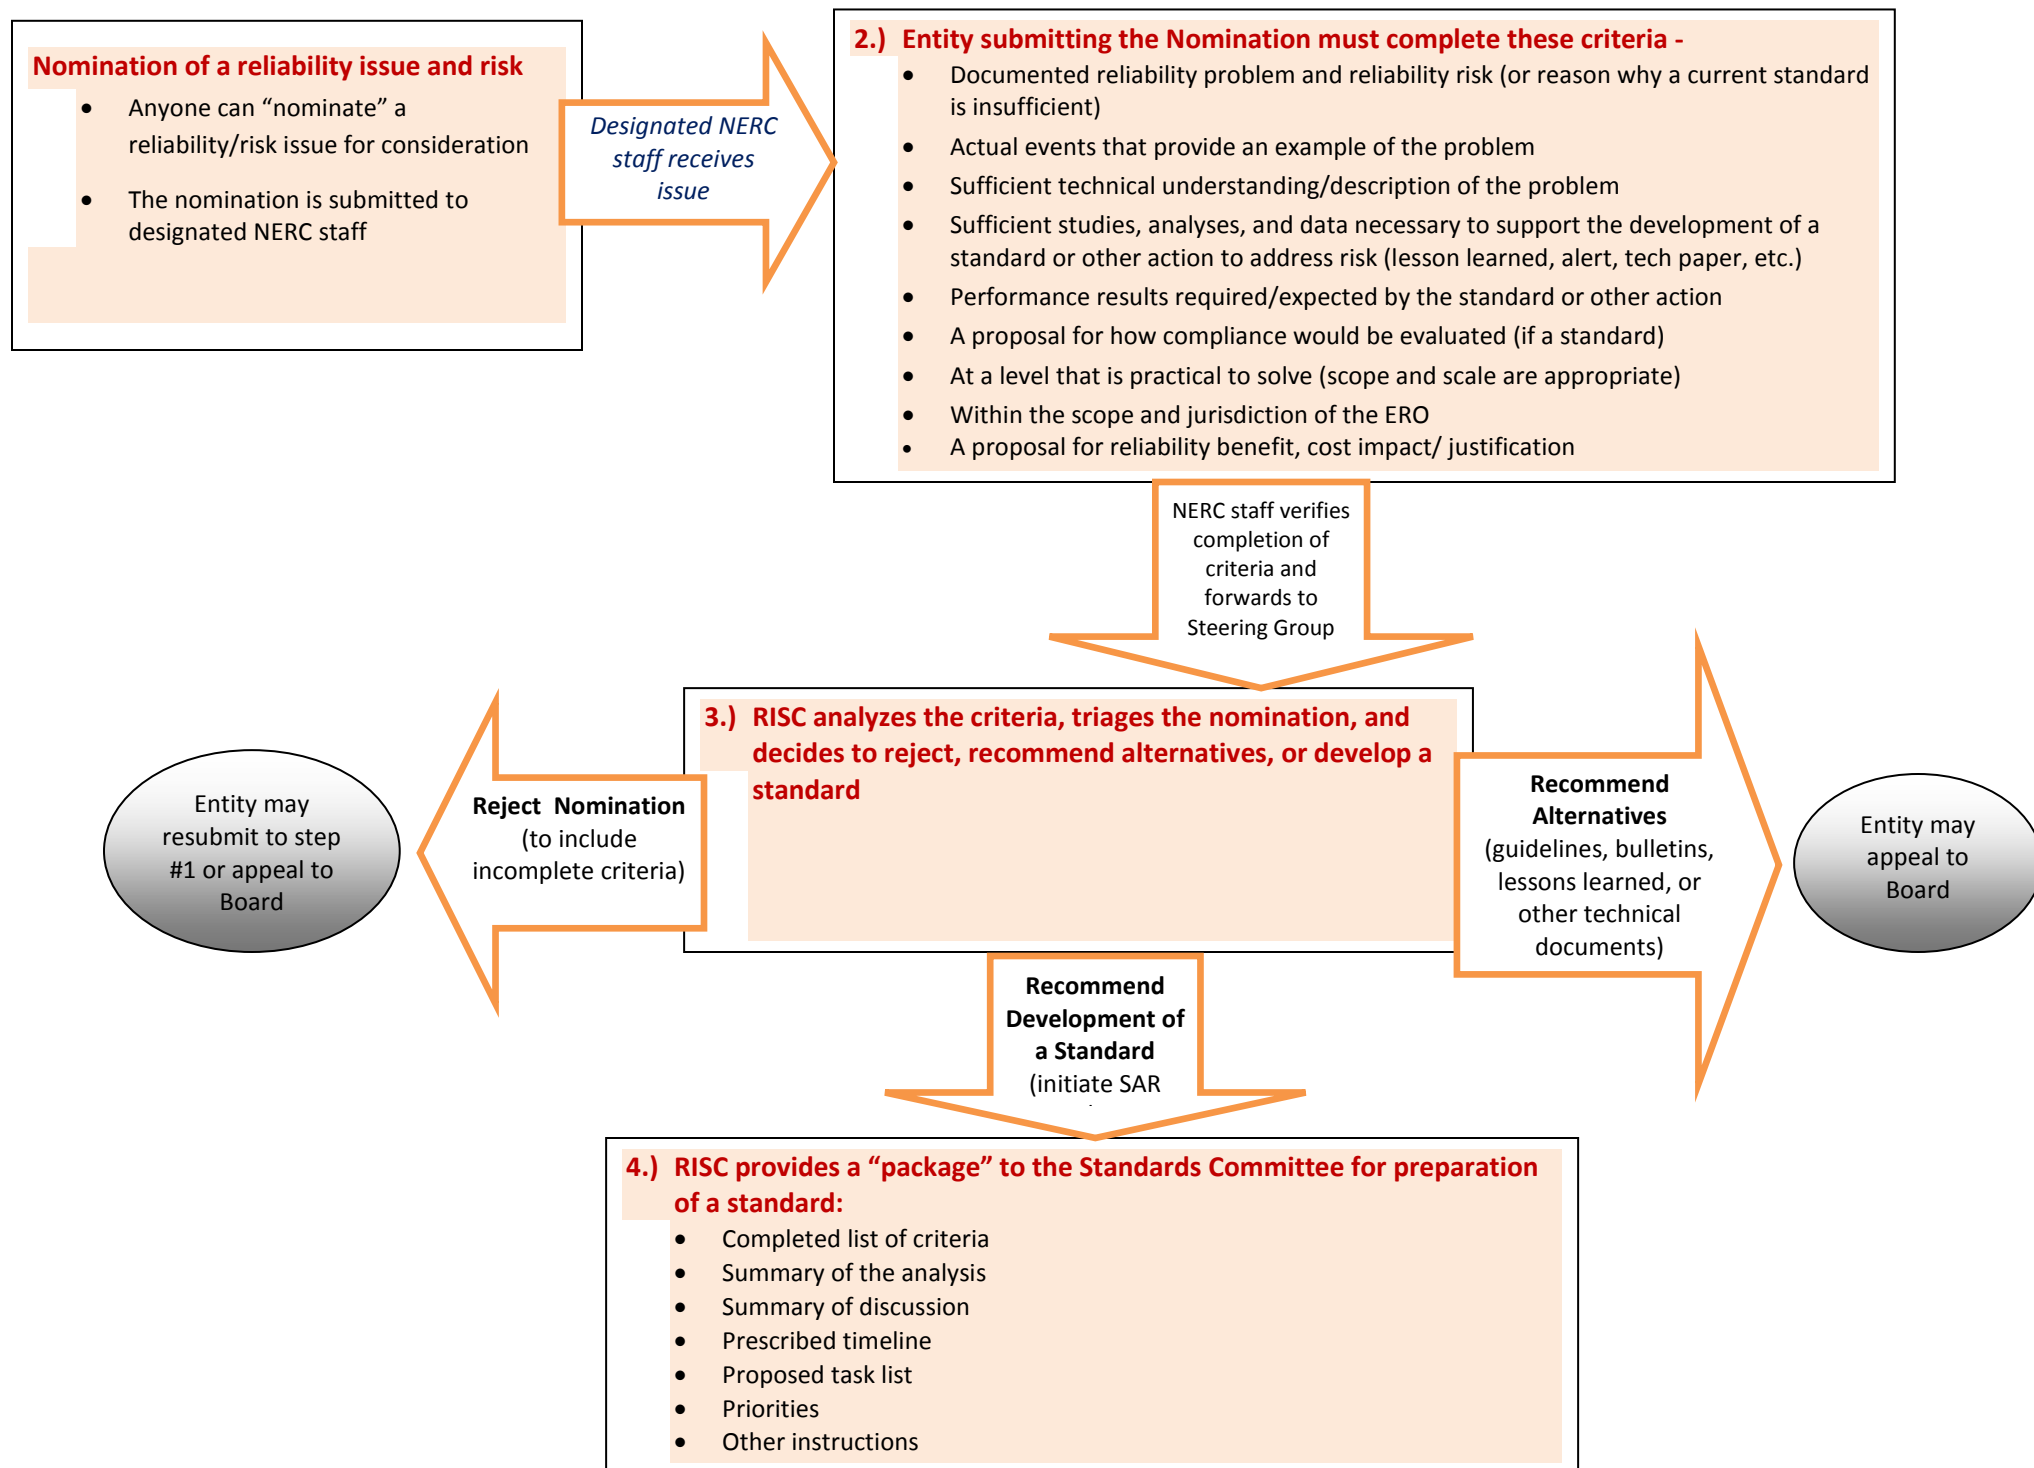 Nomination of a reliability issue and risk
• Anyone can “nominate” a
reliability/risk issue for consideration
• The nomination is submitted to
designated NERC staff
Designated NERC
staff receives
issue
2.) Entity submitting the Nomination must complete these criteria -
• Documented reliability problem and reliability risk (or reason why a current standard
is insufficient)
• Actual events that provide an example of the problem
• Sufficient technical understanding/description of the problem
• Sufficient studies, analyses, and data necessary to support the development of a
standard or other action to address risk (lesson learned, alert, tech paper, etc.)
• Performance results required/expected by the standard or other action
• A proposal for how compliance would be evaluated (if a standard)
• At a level that is practical to solve (scope and scale are appropriate)
• Within the scope and jurisdiction of the ERO
• A proposal for reliability benefit, cost impact/ justification
NERC staff verifies
completion of
criteria and
forwards to
Steering Group
3.) RISC analyzes the criteria, triages the nomination, and
decides to reject, recommend alternatives, or develop a
standard
Reject Nomination
(to include
incomplete criteria)
Entity may
resubmit to step
#1 or appeal to
Board
Recommend
Alternatives
(guidelines, bulletins,
lessons learned, or
other technical
documents)
Entity may
appeal to
Board
Recommend
Development of
a Standard
(initiate SAR
4.) RISC provides a “package” to the Standards Committee for preparation
of a standard:
• Completed list of criteria
• Summary of the analysis
• Summary of discussion
• Prescribed timeline
• Proposed task list
• Priorities
• Other instructions